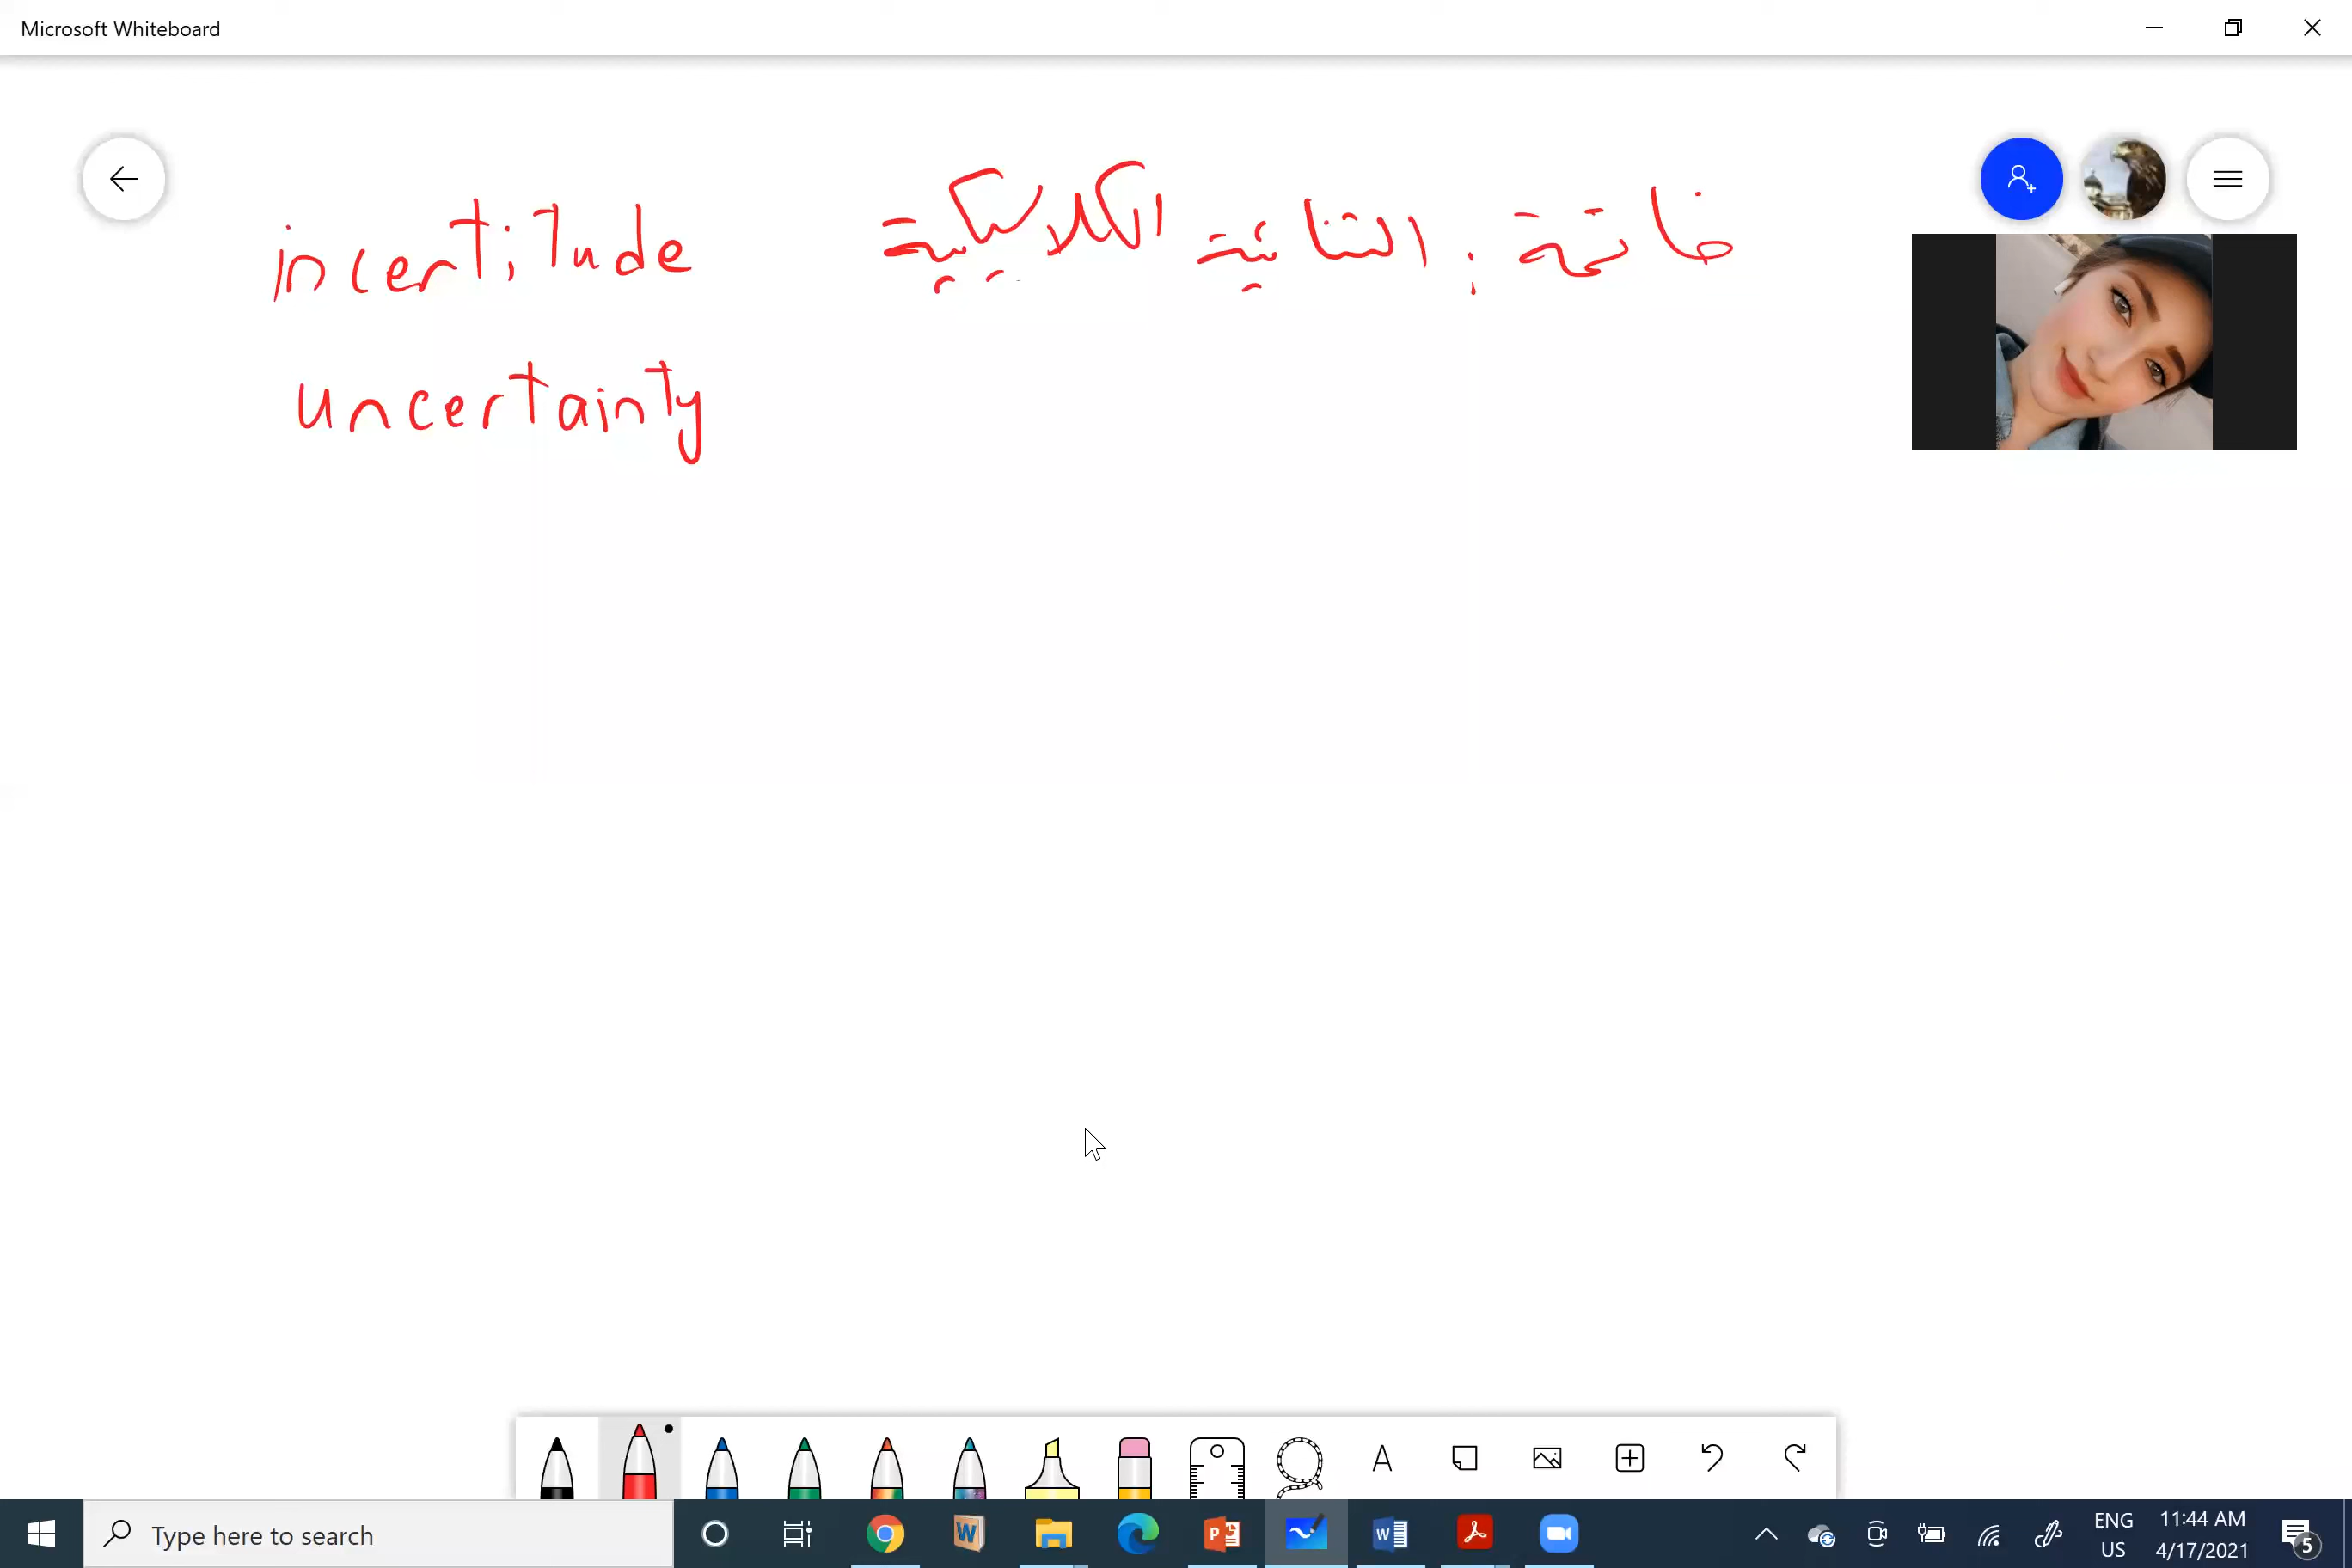 Microsoft Whiteboard
incertitude
خاتمة : الثنائية الكلاسيكية
uncertainty
Type here to search
ENG
US
11:44 AM
4/17/2021
5